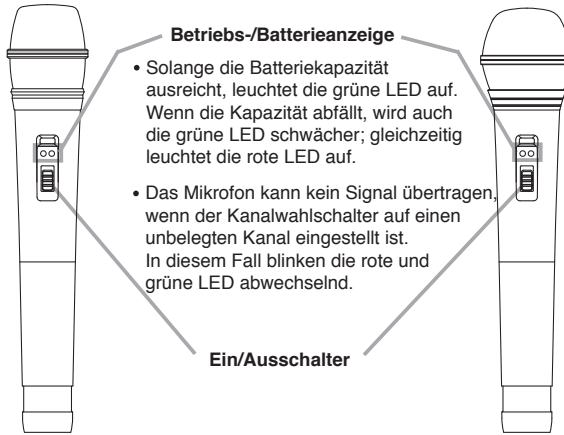 Betriebs-/Batterieanzeige
• Solange die Batteriekapazität
ausreicht, leuchtet die grüne LED auf.
Wenn die Kapazität abfällt, wird auch
die grüne LED schwächer; gleichzeitig
leuchtet die rote LED auf.
• Das Mikrofon kann kein Signal übertragen,
wenn der Kanalwahlschalter auf einen
unbelegten Kanal eingestellt ist.
In diesem Fall blinken die rote und
grüne LED abwechselnd.
Ein/Ausschalter